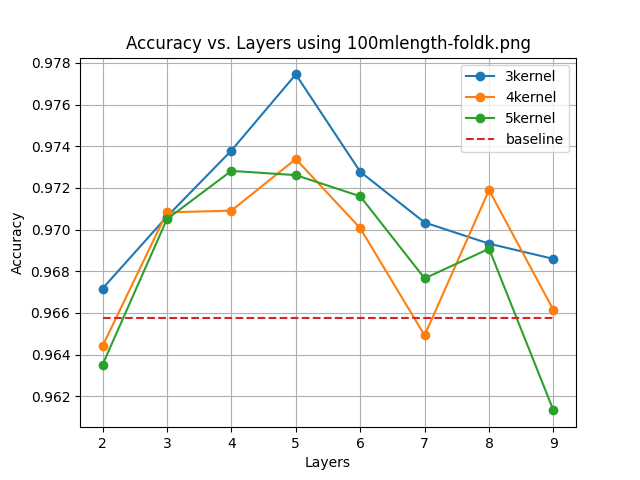 Accuracy vs. Layers using 100mlength-foldk.png
3kernel
4kernel
5kernel
baseline
0.978
0.976
0.974
0.972
0.970
0.968
0.966
0.964
0.962
Accuracy
2 3 4 5 6 7 8 9
Layers